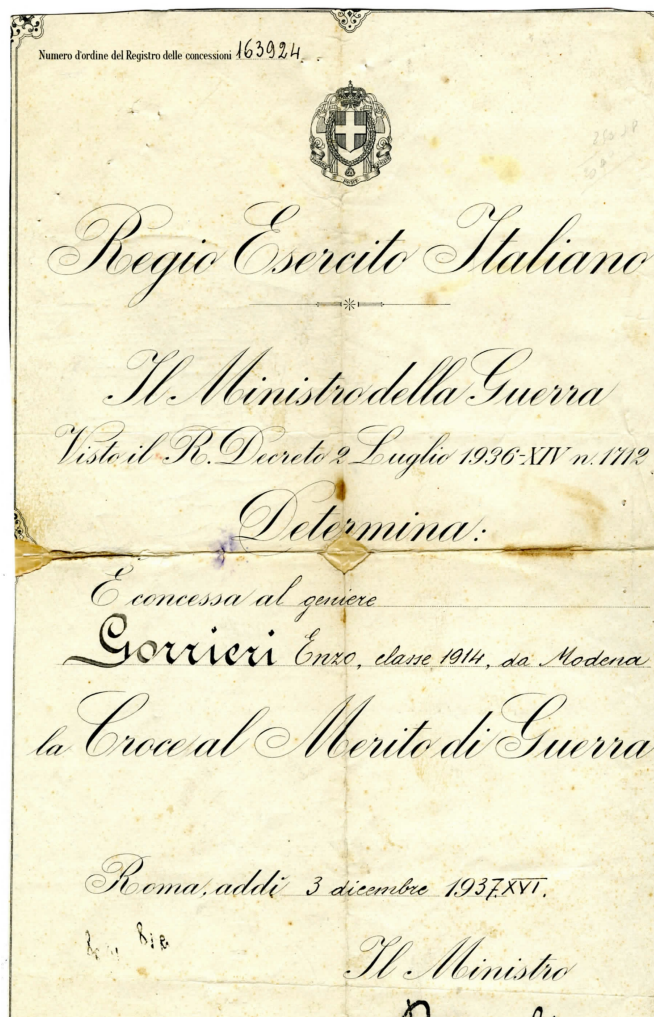 Numero d'ordine del Registro delle concessioni 163924
Regio Esercito Italiano
Il Ministro della Guerra
Visto il R. Decreto 2 Luglio 1936-XIV n. 1712
Determina:
È concessa al geniere
Gorrieri Enzo, classe 1914, da Modena
la Croce al Merito di Guerra
Roma, addì 3 dicembre 1937.XVI.
Il Ministro